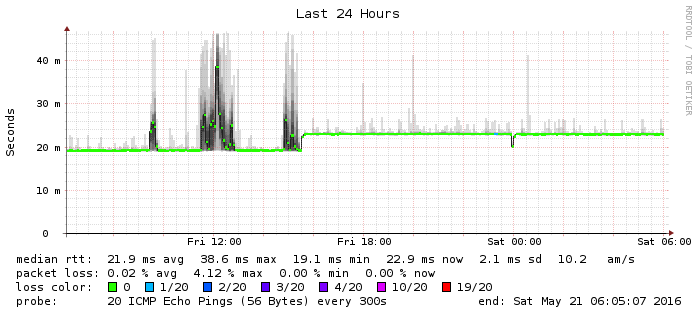 Last 24 Hours
RRDTOOL / TOBI OETIKER
Seconds
40 m
30 m
20 m
10 m
0
Fri 12:00 Fri 18:00 Sat 00:00 Sat 06:00
median rtt: 21.9 ms avg 38.6 ms max 19.1 ms min 22.9 ms now 2.1 ms sd 10.2 am/s
packet loss: 0.02 % avg 4.12 % max 0.00 % min 0.00 % now
loss color: 0 1/20 2/20 3/20 4/20 10/20 19/20
probe: 20 ICMP Echo Pings (56 Bytes) every 300s end: Sat May 21 06:05:07 2016